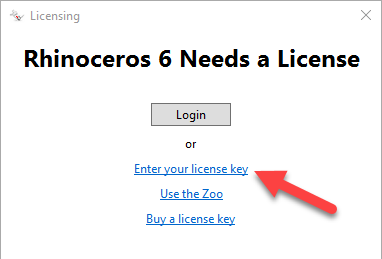 Licensing
Rhinoceros 6 Needs a License
Login
or
Enter your license key
Use the Zoo
Buy a license key